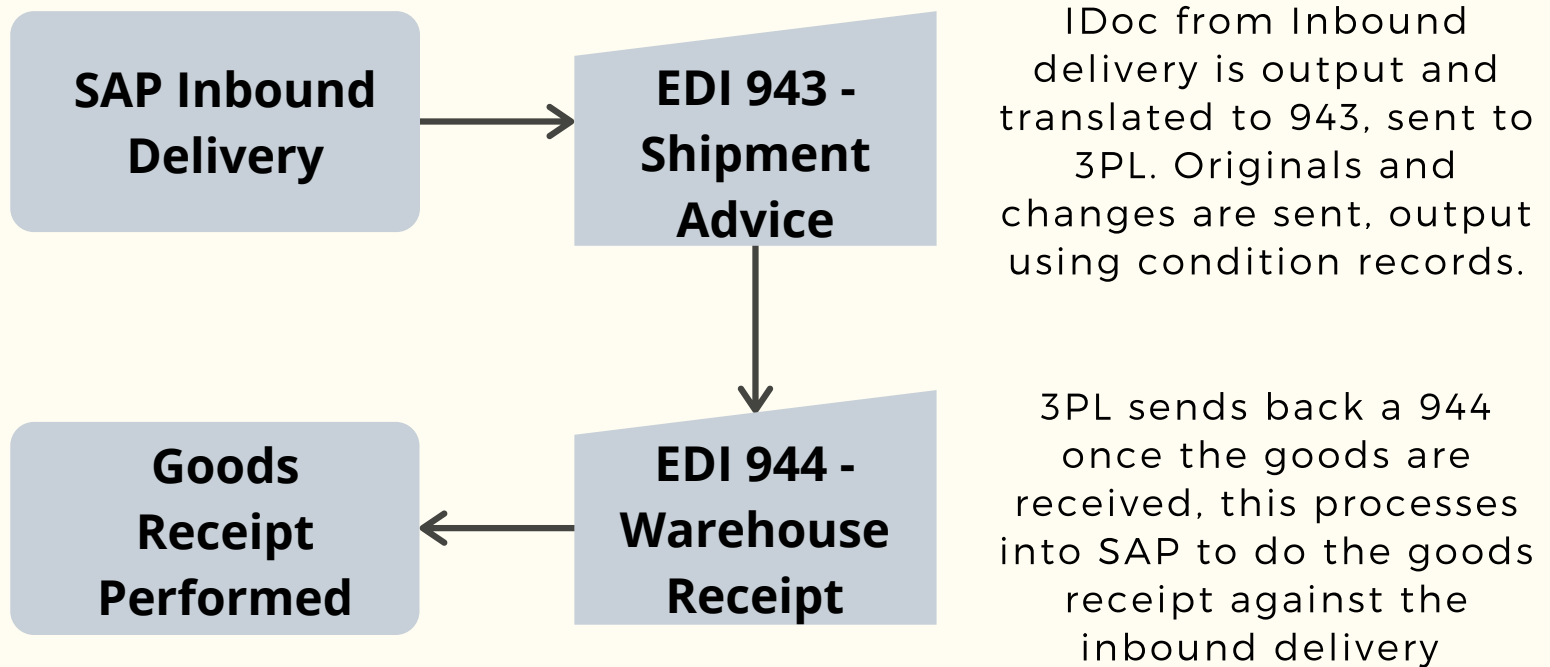 SAP Inbound
Delivery
EDI 943 -
Shipment
Advice
IDoc from Inbound
delivery is output and
translated to 943, sent to
3PL. Originals and
changes are sent, output
using condition records.
Goods
Receipt
Performed
EDI 944 -
Warehouse
Receipt
3PL sends back a 944
once the goods are
received, this processes
into SAP to do the goods
receipt against the
inbound delivery